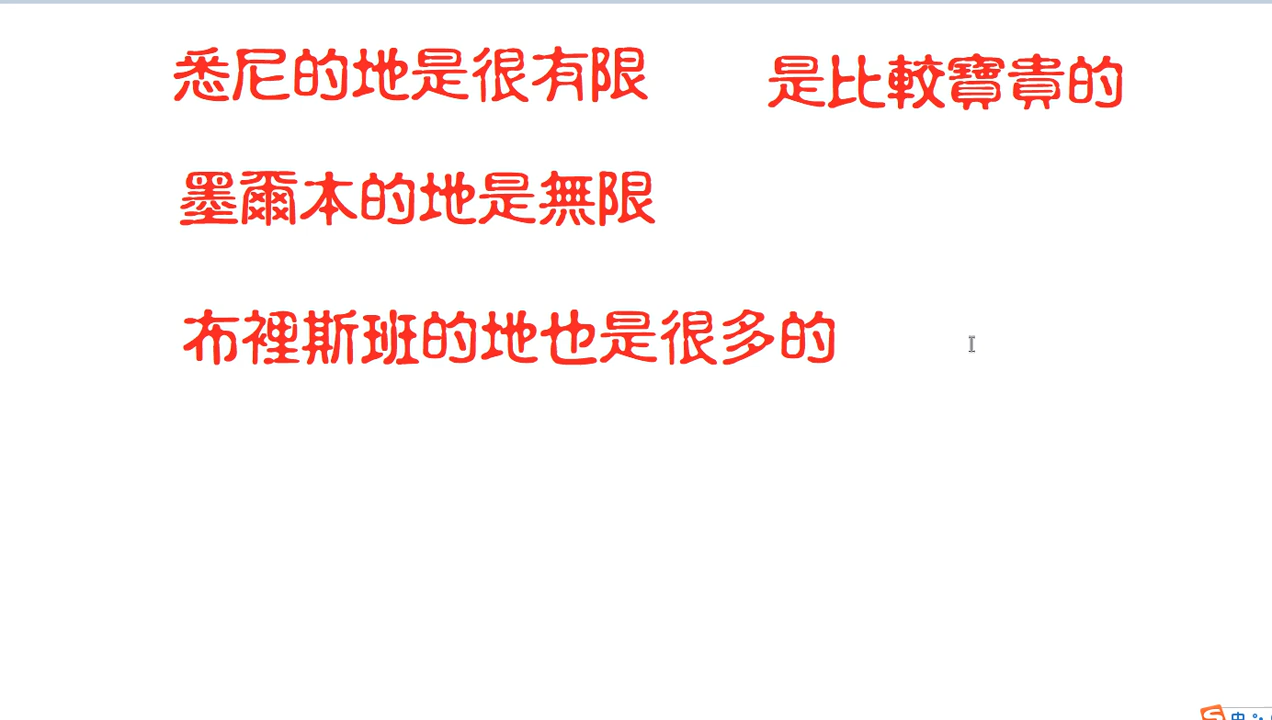 悉尼的地是很有限 是比較寶貴的
墨爾本的地是無限
布裡斯班的地也是很多的